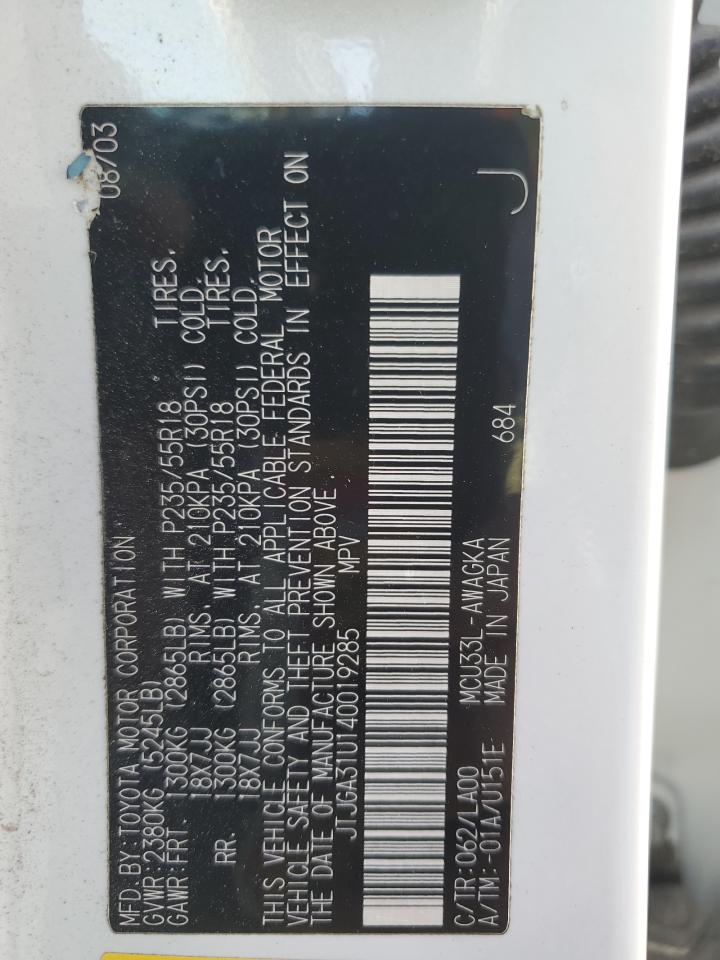 MFD. BY: TOYOTA MOTOR CORPORATION 08/03
GVWR: 2380KG (5245LB)
GAWR: FRT. 1300KG (2865LB) WITH P235/55R18 TIRES,
18X7JJ RIMS, AT 210KPA (30PSI) COLD.
RR. 1300KG (2865LB) WITH P235/55R18 TIRES,
18X7JJ RIMS, AT 210KPA (30PSI) COLD.
THIS VEHICLE CONFORMS TO ALL APPLICABLE FEDERAL MOTOR
VEHICLE SAFETY AND THEFT PREVENTION STANDARDS IN EFFECT ON
THE DATE OF MANUFACTURE SHOWN ABOVE.
JTJGA31U140019285 MPV
C/TR:062/LA00 MCU33L-AWAGKA
A/TM:-01A/U151E MADE IN JAPAN 684 J